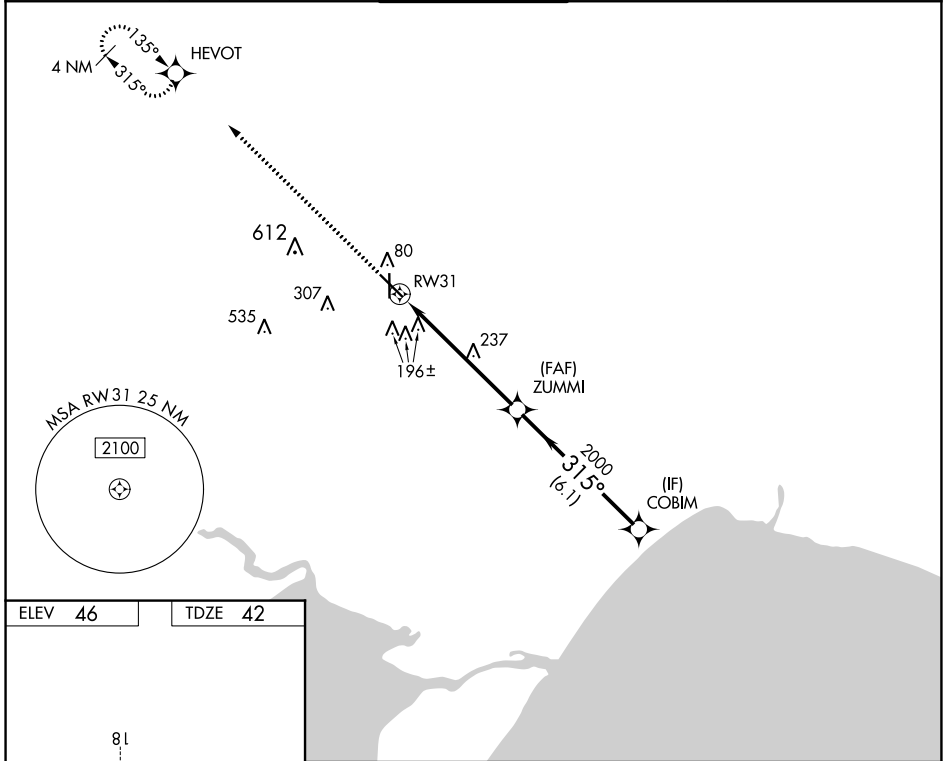 135°
HEVOT
4 NM
315°
612
80
RW31
307
535
237
196±
(FAF)
ZUMMI
MSA RW31 25 NM
2100
2000
315°
(6.1)
(IF)
COBIM
ELEV 46
TDZE 42
18